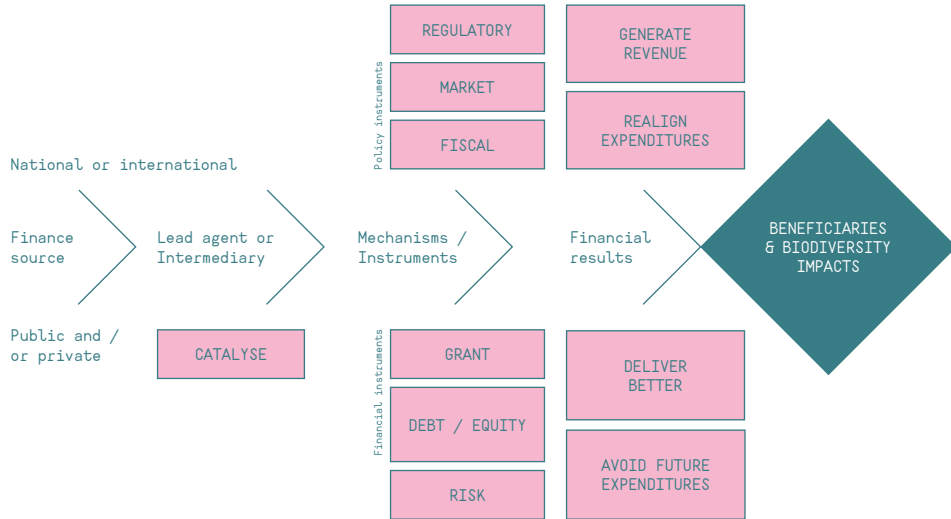 REGULATORY
MARKET
FISCAL
Policy instruments
GENERATE
REVENUE
REALIGN
EXPENDITURES
National or international
Finance
source
Lead agent or
Intermediary
Mechanisms /
Instruments
Financial
results
BENEFICIARIES
& BIODIVERSITY
IMPACTS
Public and /
or private
CATALYSE
Financial instruments
GRANT
DEBT / EQUITY
RISK
DELIVER
BETTER
AVOID FUTURE
EXPENDITURES